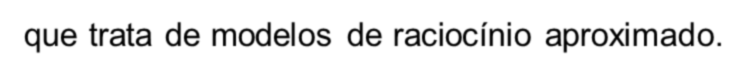 que trata de modelos de raciocínio aproximado.